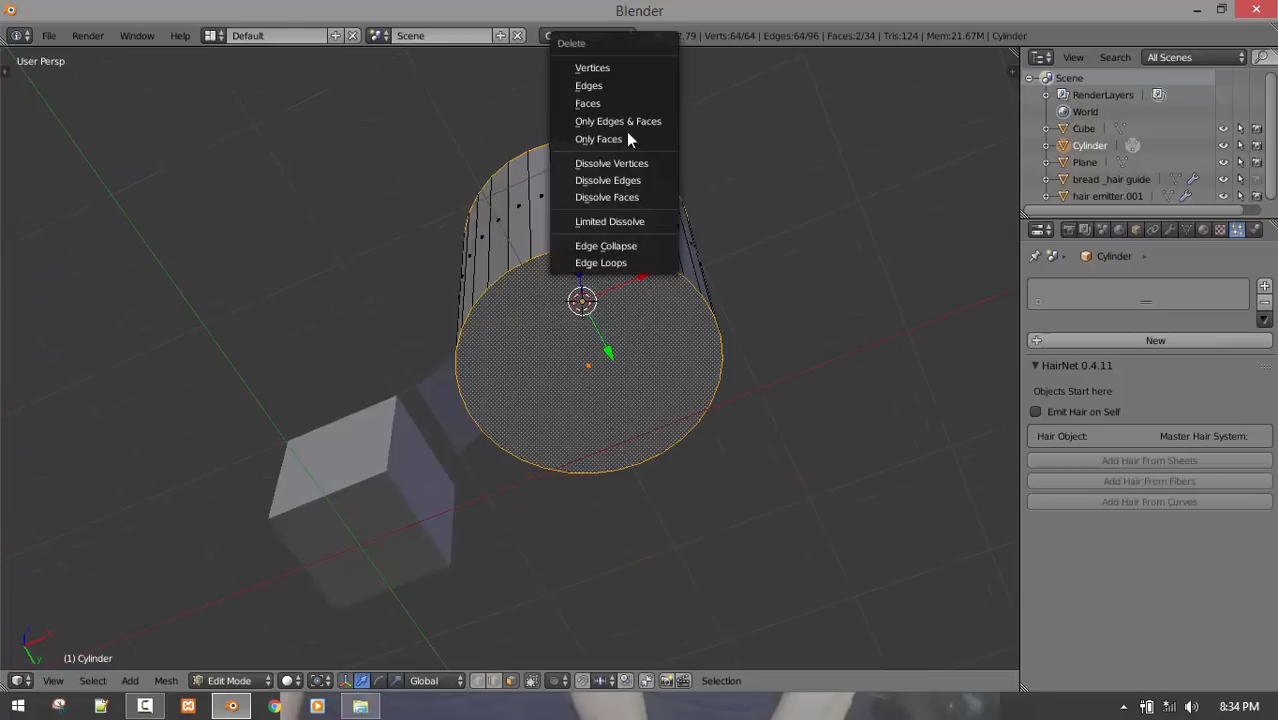 Blender
File Render Window Help Default Scene 2.79 | Verts:64/64 | Edges:64/96 | Faces:2/34 | Tris:124 | Mem:21.67M | Cylinder
User Persp
Delete
Vertices
Edges
Faces
Only Edges & Faces
Only Faces
Dissolve Vertices
Dissolve Edges
Dissolve Faces
Limited Dissolve
Edge Collapse
Edge Loops
View Search All Scenes
Scene
RenderLayers
World
Cube
Cylinder
Plane
bread _hair guide
hair emitter.001
Cylinder
New
HairNet 0.4.11
Objects Start here
Emit Hair on Self
Hair Object: Master Hair System:
Add Hair From Sheets
Add Hair From Fibers
Add Hair From Curves
(1) Cylinder
View Select Add Mesh Edit Mode Global Selection
8:34 PM